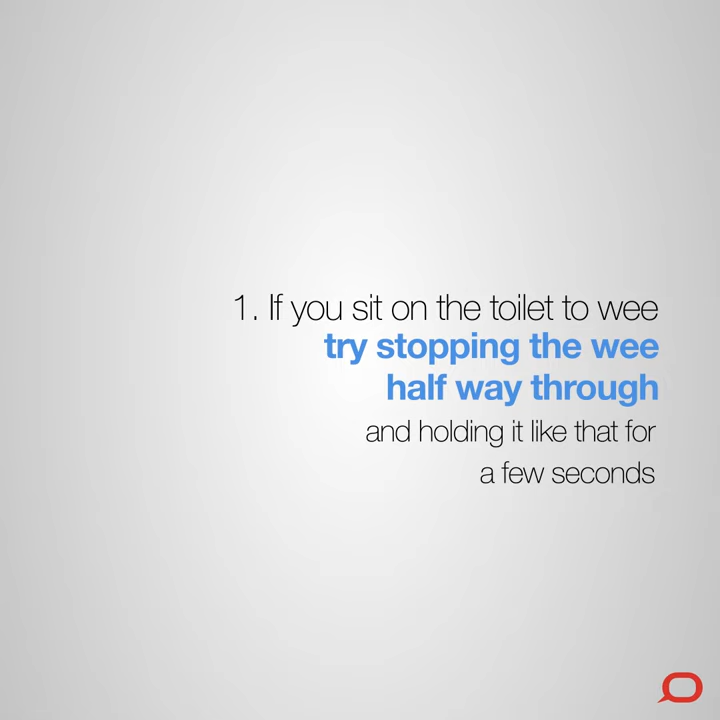 1. If you sit on the toilet to wee
try stopping the wee
half way through
and holding it like that for
a few seconds